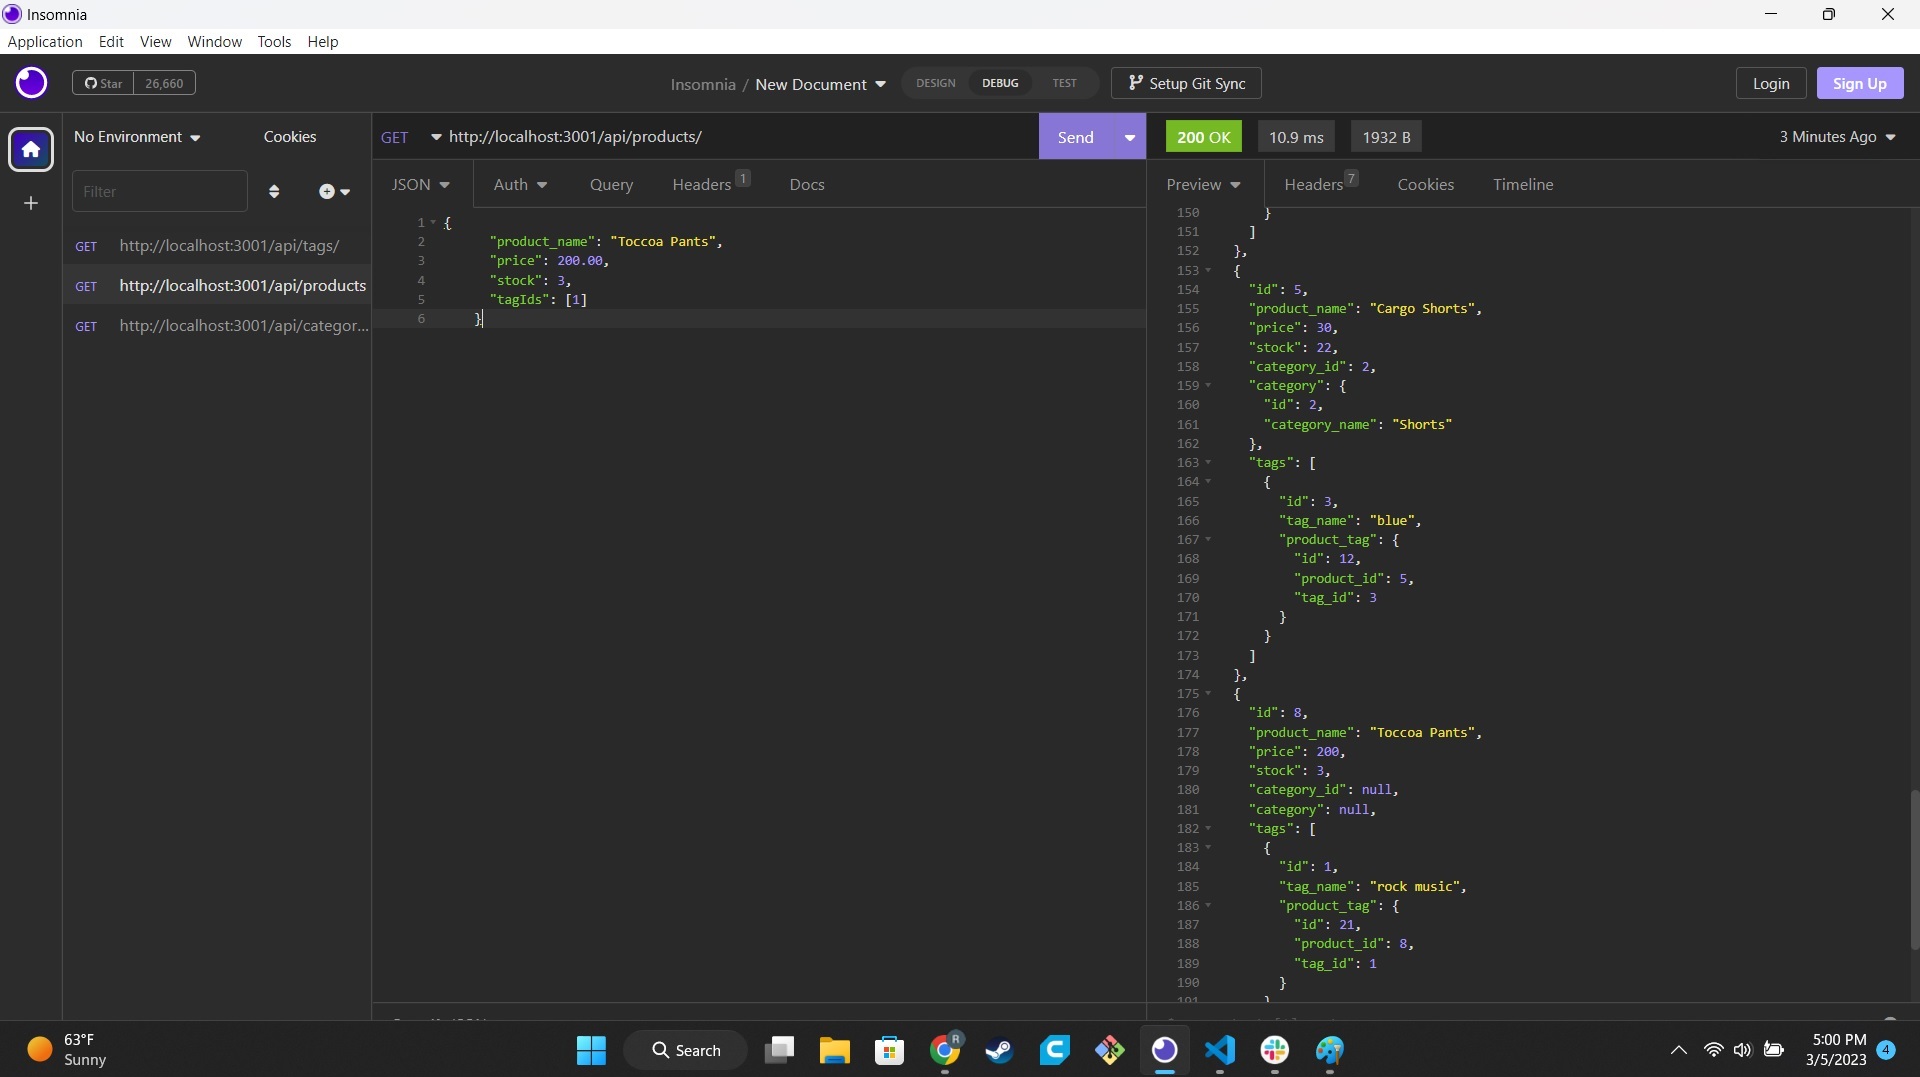 Insomnia
Application Edit View Window Tools Help
Star 26,660
Insomnia / New Document
DESIGN DEBUG TEST
Setup Git Sync
Login
Sign Up
No Environment
Cookies
Filter
GET http://localhost:3001/api/tags/
GET http://localhost:3001/api/products
GET http://localhost:3001/api/categor...
GET http://localhost:3001/api/products/
Send
JSON Auth Query Headers 1 Docs
1 {
2 "product_name": "Toccoa Pants",
3 "price": 200.00,
4 "stock": 3,
5 "tagIds": [1]
6 }
200 OK 10.9 ms 1932 B
3 Minutes Ago
Preview Headers 7 Cookies Timeline
150 }
151 ]
152 },
153 {
154 "id": 5,
155 "product_name": "Cargo Shorts",
156 "price": 30,
157 "stock": 22,
158 "category_id": 2,
159 "category": {
160 "id": 2,
161 "category_name": "Shorts"
162 },
163 "tags": [
164 {
165 "id": 3,
166 "tag_name": "blue",
167 "product_tag": {
168 "id": 12,
169 "product_id": 5,
170 "tag_id": 3
171 }
172 }
173 ]
174 },
175 {
176 "id": 8,
177 "product_name": "Toccoa Pants",
178 "price": 200,
179 "stock": 3,
180 "category_id": null,
181 "category": null,
182 "tags": [
183 {
184 "id": 1,
185 "tag_name": "rock music",
186 "product_tag": {
187 "id": 21,
188 "product_id": 8,
189 "tag_id": 1
190 }
191 }
63°F
Sunny
Search
R
5:00 PM
3/5/2023
4